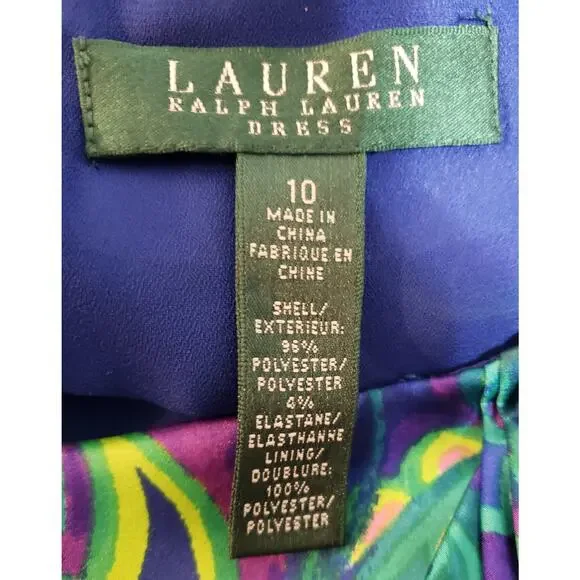 LAUREN
RALPH LAUREN
DRESS
10
MADE IN
CHINA
FABRIQUE EN
CHINE
SHELL/
EXTERIEUR:
96%
POLYESTER/
POLYESTER
4%
ELASTANE/
ELASTHANNE
LINING/
DOUBLURE:
100%
POLYESTER/
POLYESTER